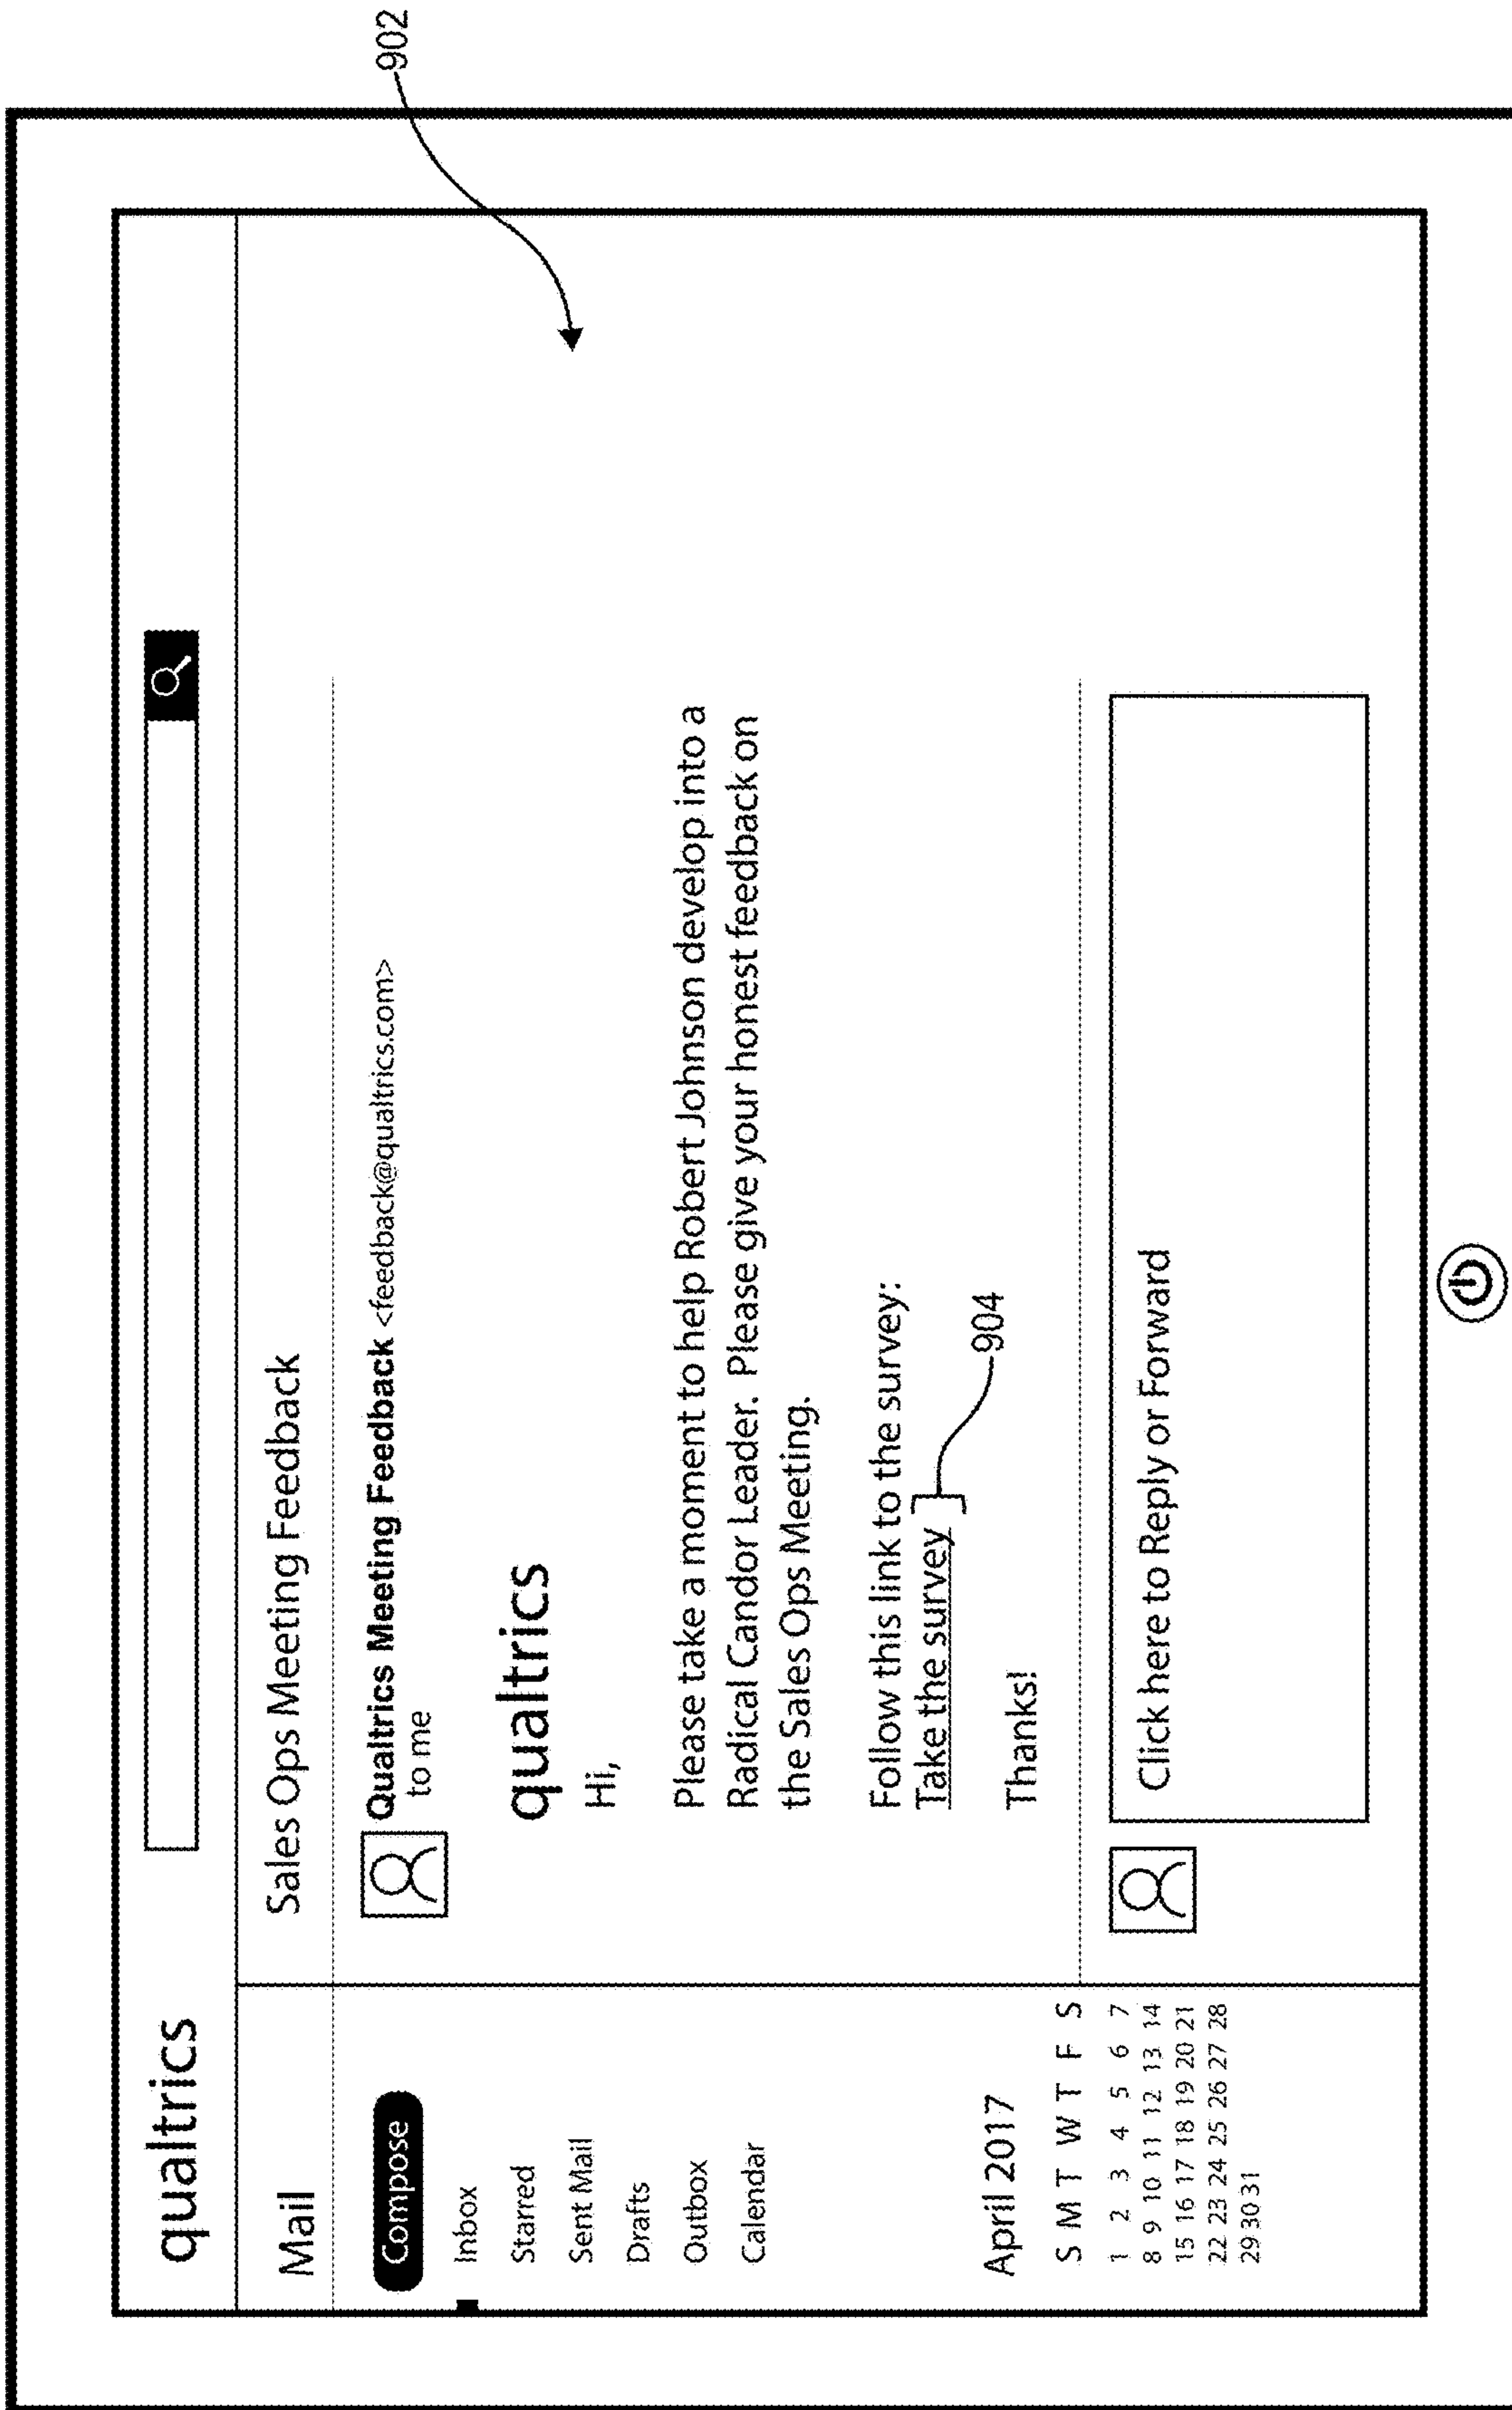 902
qualtrics
Mail
Compose
Inbox
Starred
Sent Mail
Drafts
Outbox
Calendar
April 2017
S M T W T F S
1 2 3 4 5 6 7
8 9 10 11 12 13 14
15 16 17 18 19 20 21
22 23 24 25 26 27 28
29 30 31
Sales Ops Meeting Feedback
Qualtrics Meeting Feedback <feedback@qualtrics.com>
to me
qualtrics
Hi,
Please take a moment to help Robert Johnson develop into a
Radical Candor Leader. Please give your honest feedback on
the Sales Ops Meeting.
Follow this link to the survey:
Take the survey
904
Thanks!
Click here to Reply or Forward